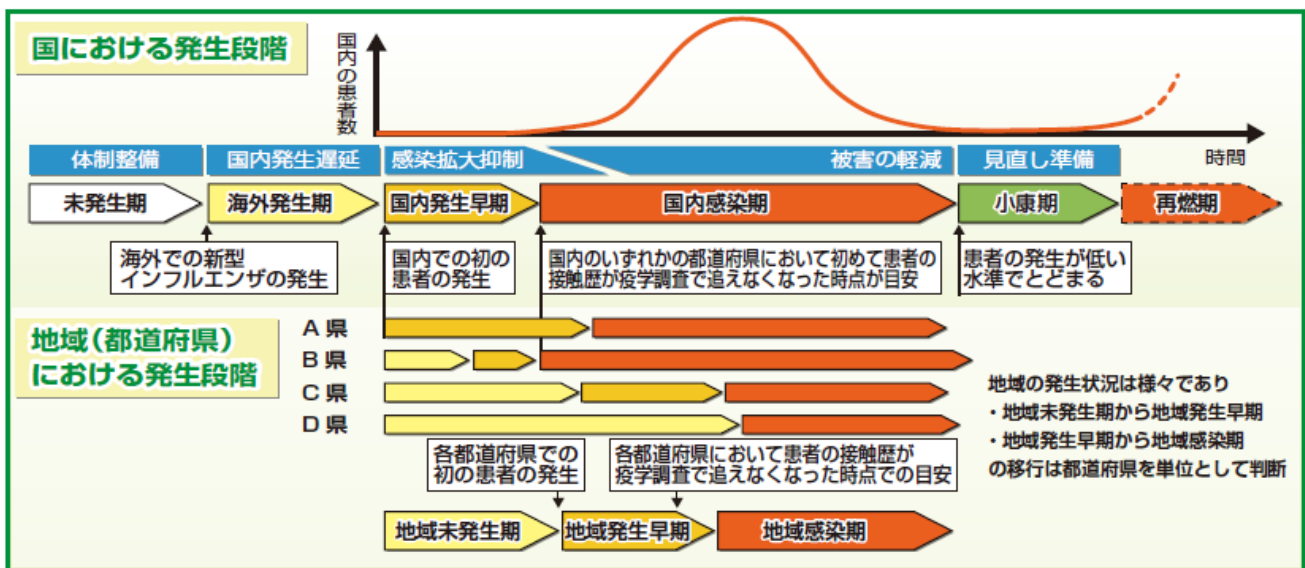 国における発生段階
国内の患者数
体制整備
国内発生遅延
感染拡大抑制
被害の軽減
見直し準備
時間
未発生期
海外発生期
国内発生早期
国内感染期
小康期
再燃期
海外での新型
インフルエンザの発生
国内での初の
患者の発生
国内のいずれかの都道府県において初めて患者の
接触歴が疫学調査で追えなくなった時点が目安
患者の発生が低い
水準でとどまる
地域(都道府県)
における発生段階
A 県
B 県
C 県
D 県
地域の発生状況は様々であり
・地域未発生期から地域発生早期
・地域発生早期から地域感染期
の移行は都道府県を単位として判断
各都道府県での
初の患者の発生
各都道府県において患者の接触歴が
疫学調査で追えなくなった時点での目安
地域未発生期
地域発生早期
地域感染期